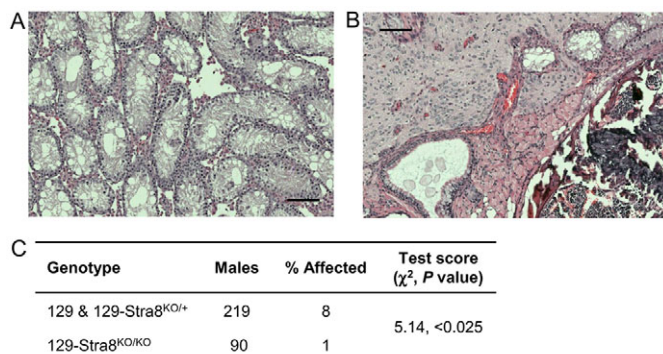 A
B
C
Genotype Males % Affected Test score
(χ², P value)
129 & 129-Stra8KO/+ 219 8
5.14, <0.025
129-Stra8KO/KO 90 1